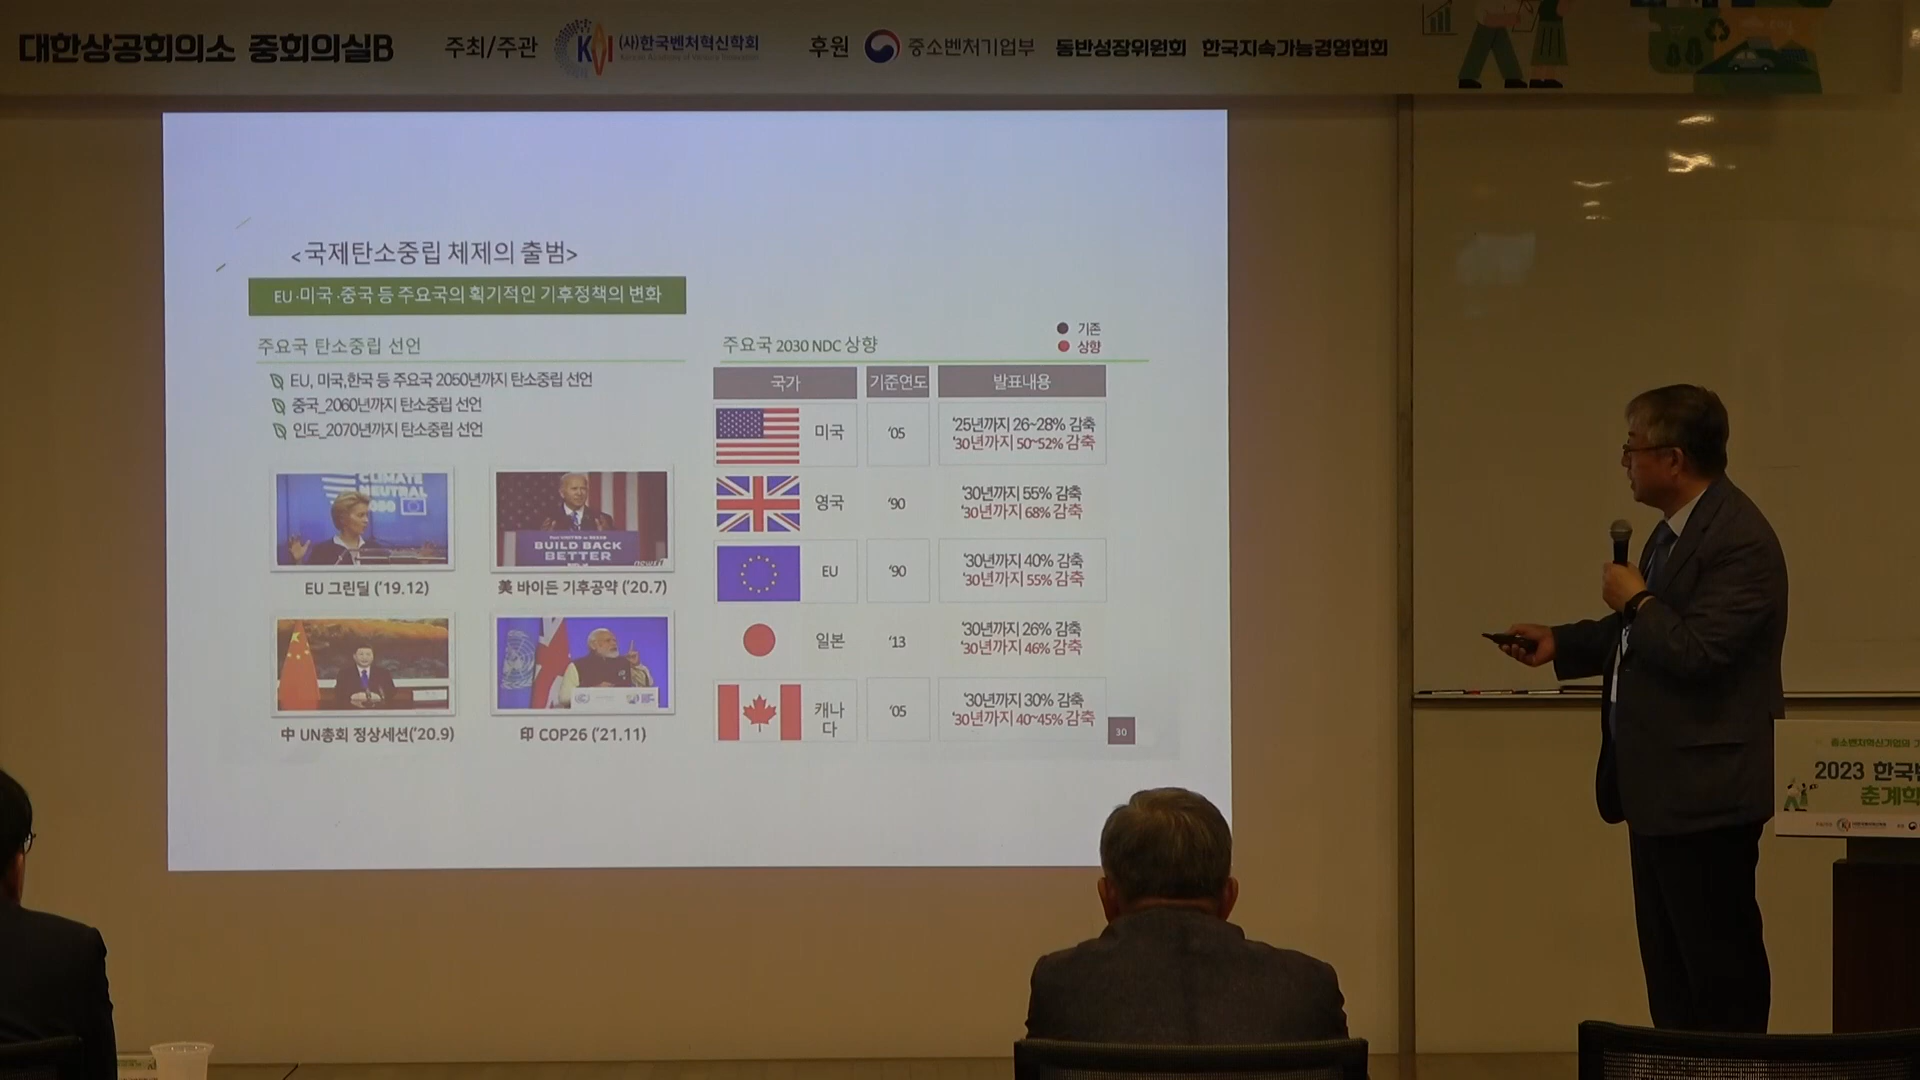 대한상공회의소 중회의실B
주최/주관
(사)한국벤처혁신학회
후원
중소벤처기업부
동반성장위원회
한국지속가능경영협회
<국제탄소중립 체제의 출범>
EU·미국·중국 등 주요국의 획기적인 기후정책의 변화
주요국 탄소중립 선언
EU, 미국,한국 등 주요국 2050년까지 탄소중립 선언
중국_2060년까지 탄소중립 선언
인도_2070년까지 탄소중립 선언
CLIMATE
NEUTRAL
BUILD BACK
BETTER
EU 그린딜 ('19.12)
美 바이든 기후공약 ('20.7)
中 UN총회 정상세션('20.9)
印 COP26 ('21.11)
주요국 2030 NDC 상향
기존
상향
국가 기준연도 발표내용
미국 '05 '25년까지 26~28% 감축
'30년까지 50~52% 감축
영국 '90 '30년까지 55% 감축
'30년까지 68% 감축
EU '90 '30년까지 40% 감축
'30년까지 55% 감축
일본 '13 '30년까지 26% 감축
'30년까지 46% 감축
캐나다 '05 '30년까지 30% 감축
'30년까지 40~45% 감축
30
중소벤처혁신기업의
2023 한국
춘계